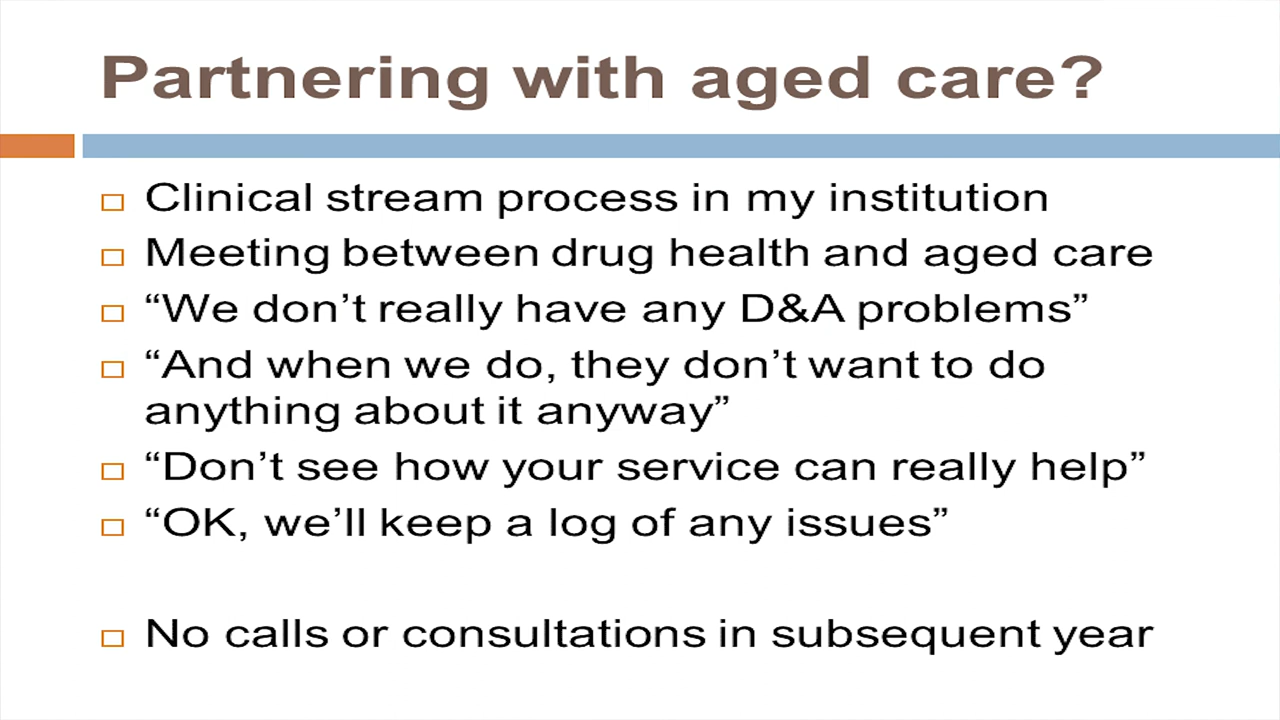 Partnering with aged care?
Clinical stream process in my institution
Meeting between drug health and aged care
“We don’t really have any D&A problems”
“And when we do, they don’t want to do
anything about it anyway”
“Don’t see how your service can really help”
“OK, we’ll keep a log of any issues”
No calls or consultations in subsequent year